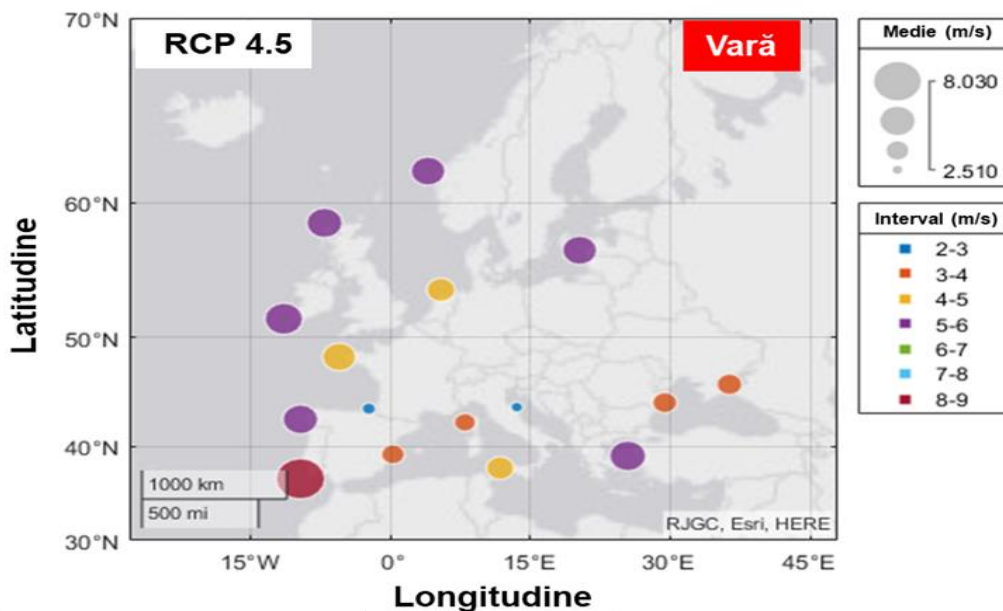 RCP 4.5
Vară
70°N
60°N
50°N
40°N
30°N
Latitudine
15°W
0°
15°E
30°E
45°E
Longitudine
1000 km
500 mi
RJGC, Esri, HERE
Medie (m/s)
8.030
2.510
Interval (m/s)
2-3
3-4
4-5
5-6
6-7
7-8
8-9